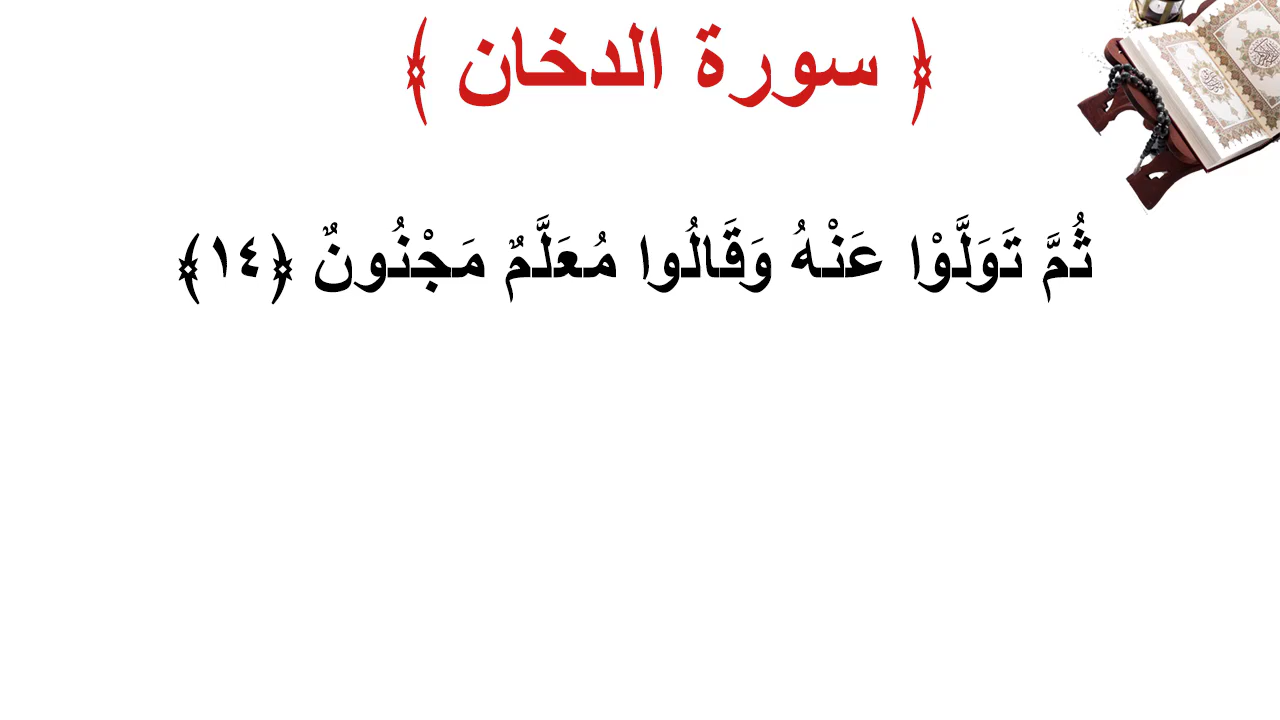 ﴿ سورة الدخان ﴾
ثُمَّ تَوَلَّوْا عَنْهُ وَقَالُوا مُعَلَّمٌ مَجْنُونٌ ﴿١٤﴾